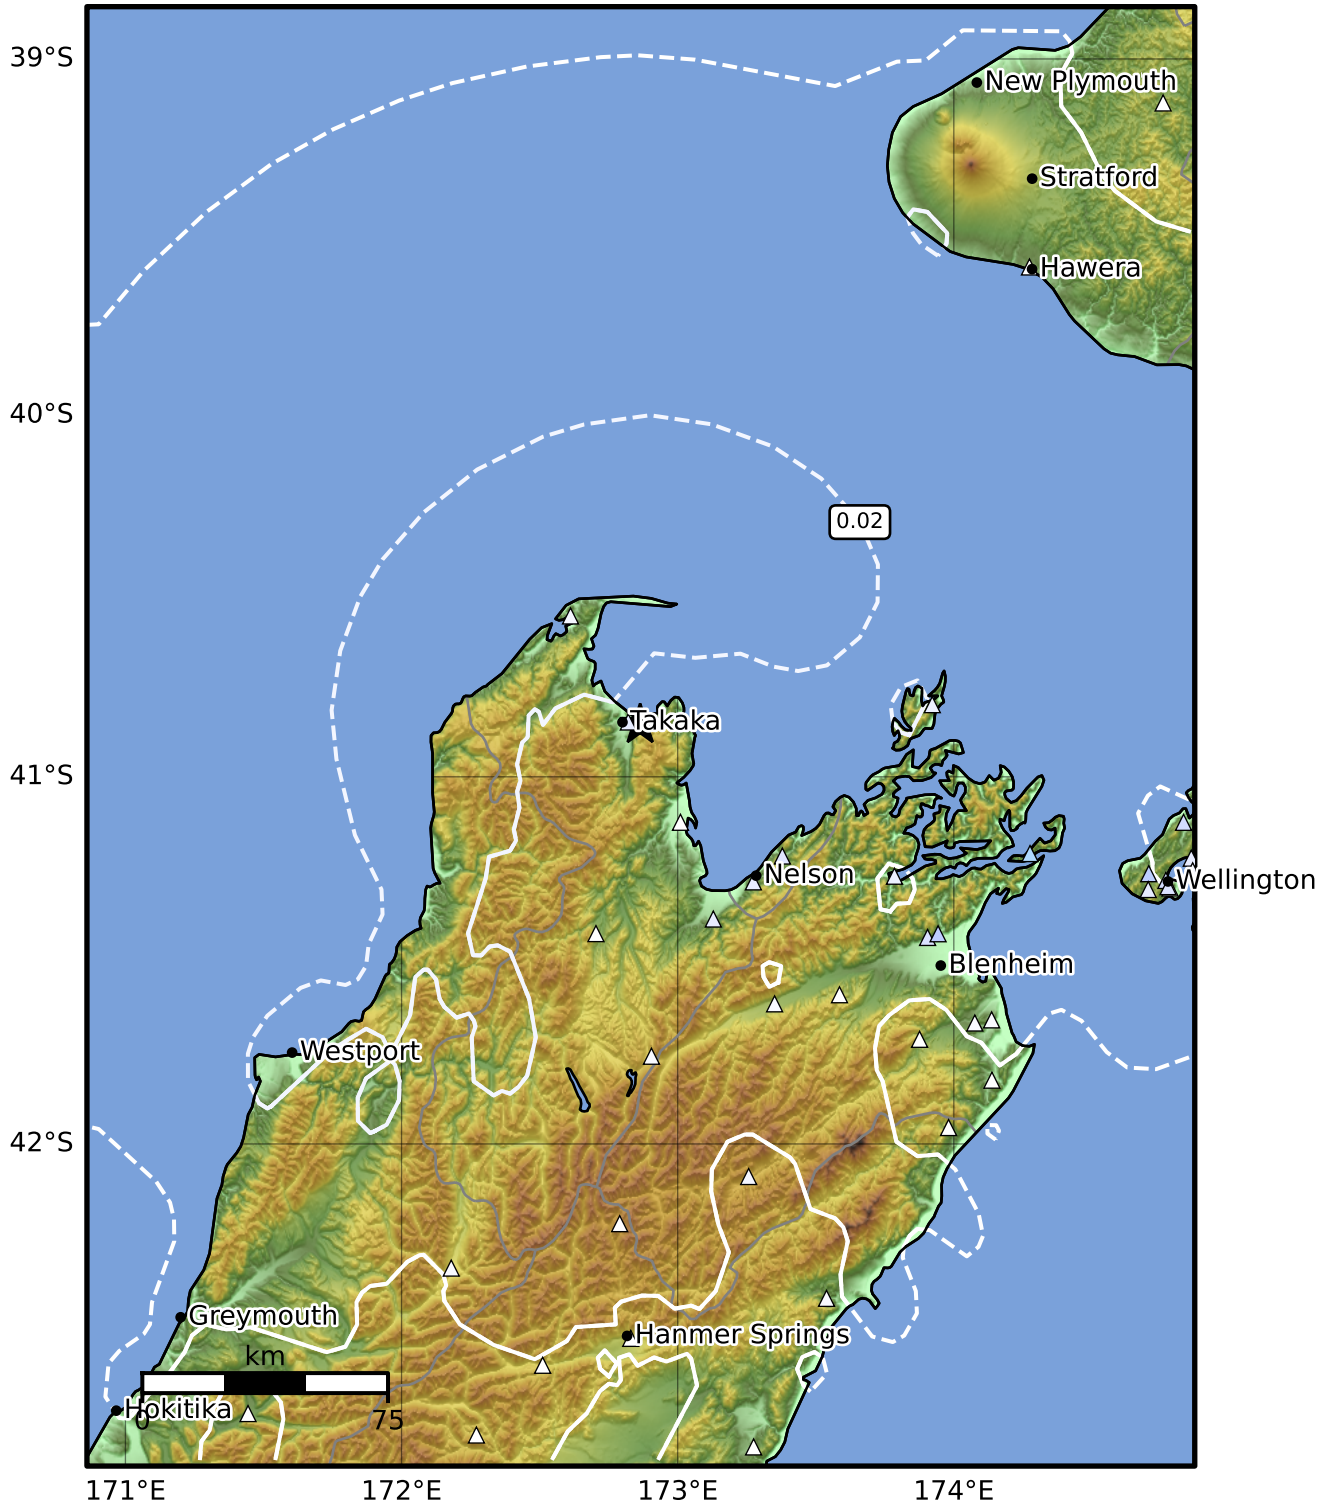 39°S
New Plymouth
Stratford
Hawera
40°S
0.02
Takaka
41°S
Nelson
Wellington
Blenheim
Westport
42°S
Greymouth
Hanmer Springs
km
Hokitika
0 75
171°E 172°E 173°E 174°E